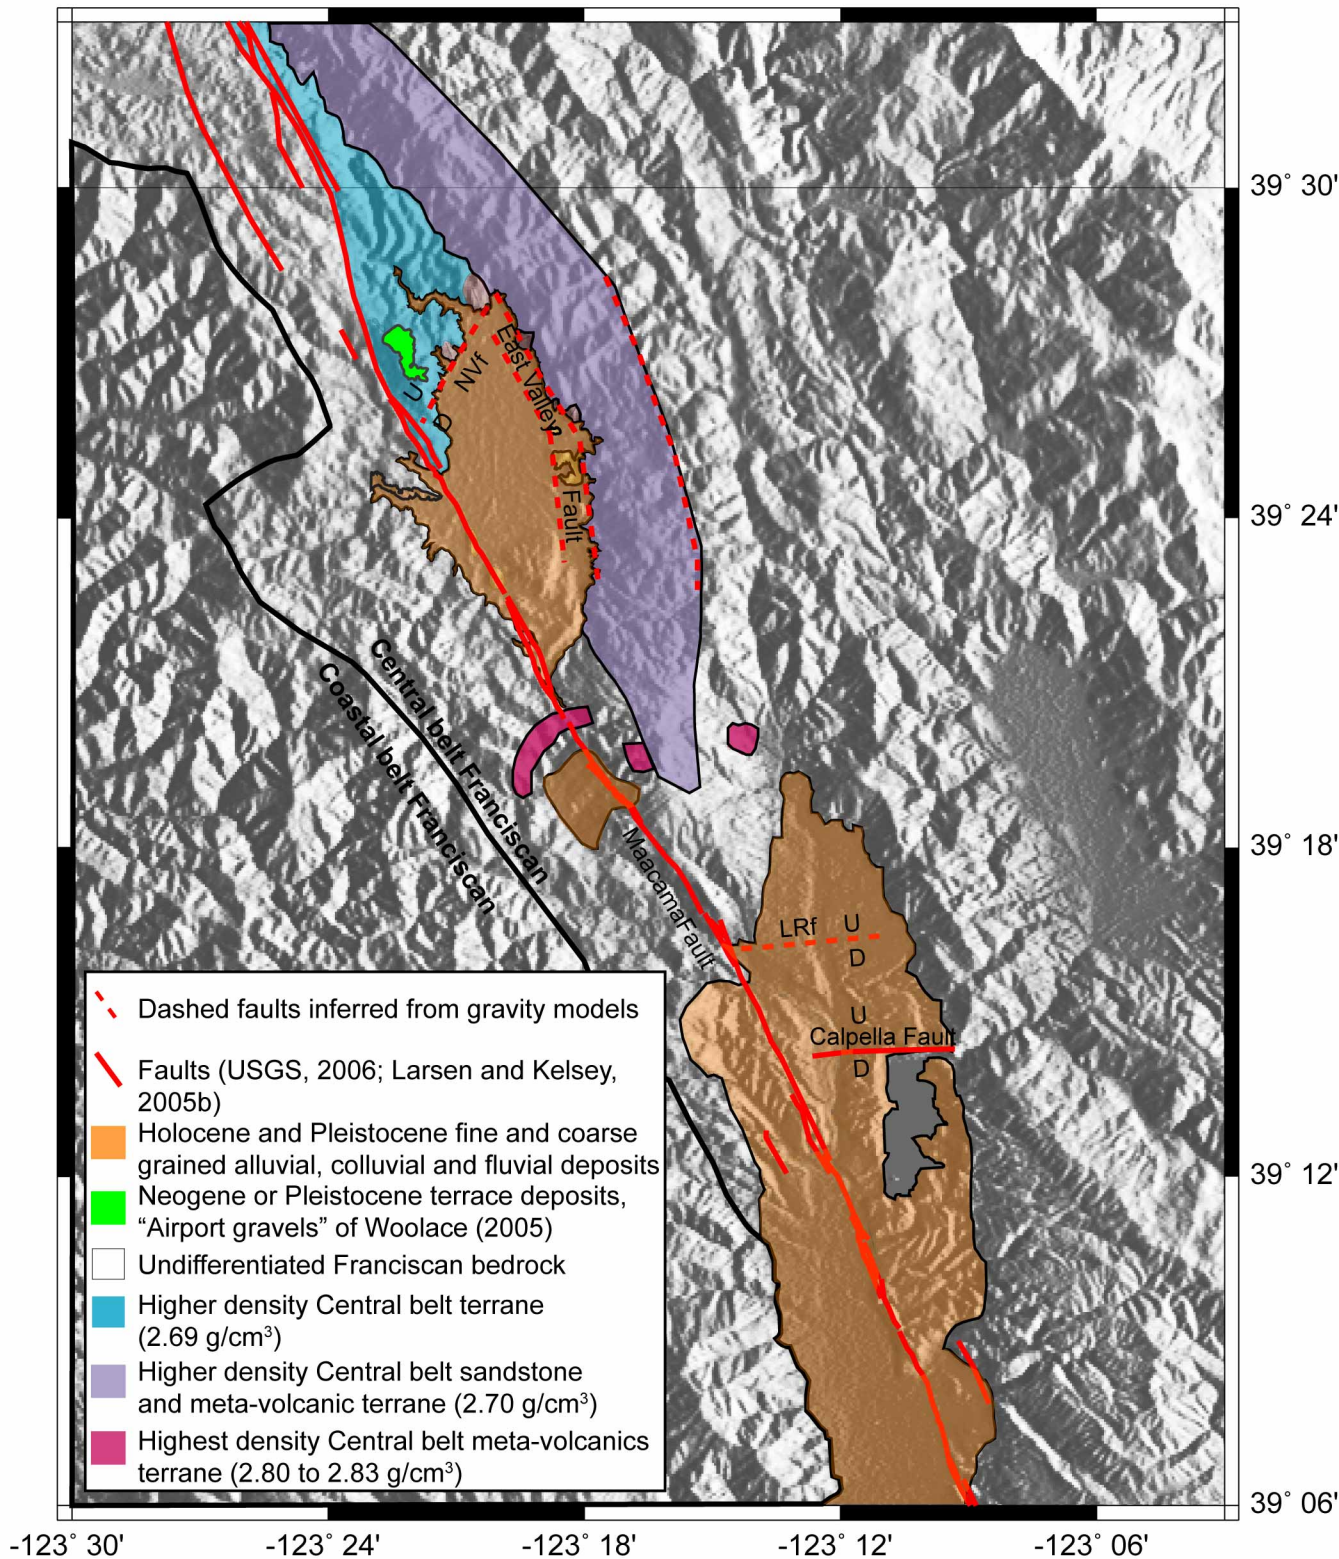 39° 30'
U
NVf
D
East Valley
Fault
39° 24'
Central belt Franciscan
Coastal belt Franciscan
39° 18'
MaacamaFault
LRf
U
D
U
Calpella Fault
D
Dashed faults inferred from gravity models
Faults (USGS, 2006; Larsen and Kelsey,
2005b)
Holocene and Pleistocene fine and coarse
grained alluvial, colluvial and fluvial deposits
Neogene or Pleistocene terrace deposits,
“Airport gravels” of Woolace (2005)
Undifferentiated Franciscan bedrock
Higher density Central belt terrane
(2.69 g/cm³)
Higher density Central belt sandstone
and meta-volcanic terrane (2.70 g/cm³)
Highest density Central belt meta-volcanics
terrane (2.80 to 2.83 g/cm³)
39° 12'
39° 06'
-123° 30'
-123° 24'
-123° 18'
-123° 12'
-123° 06'